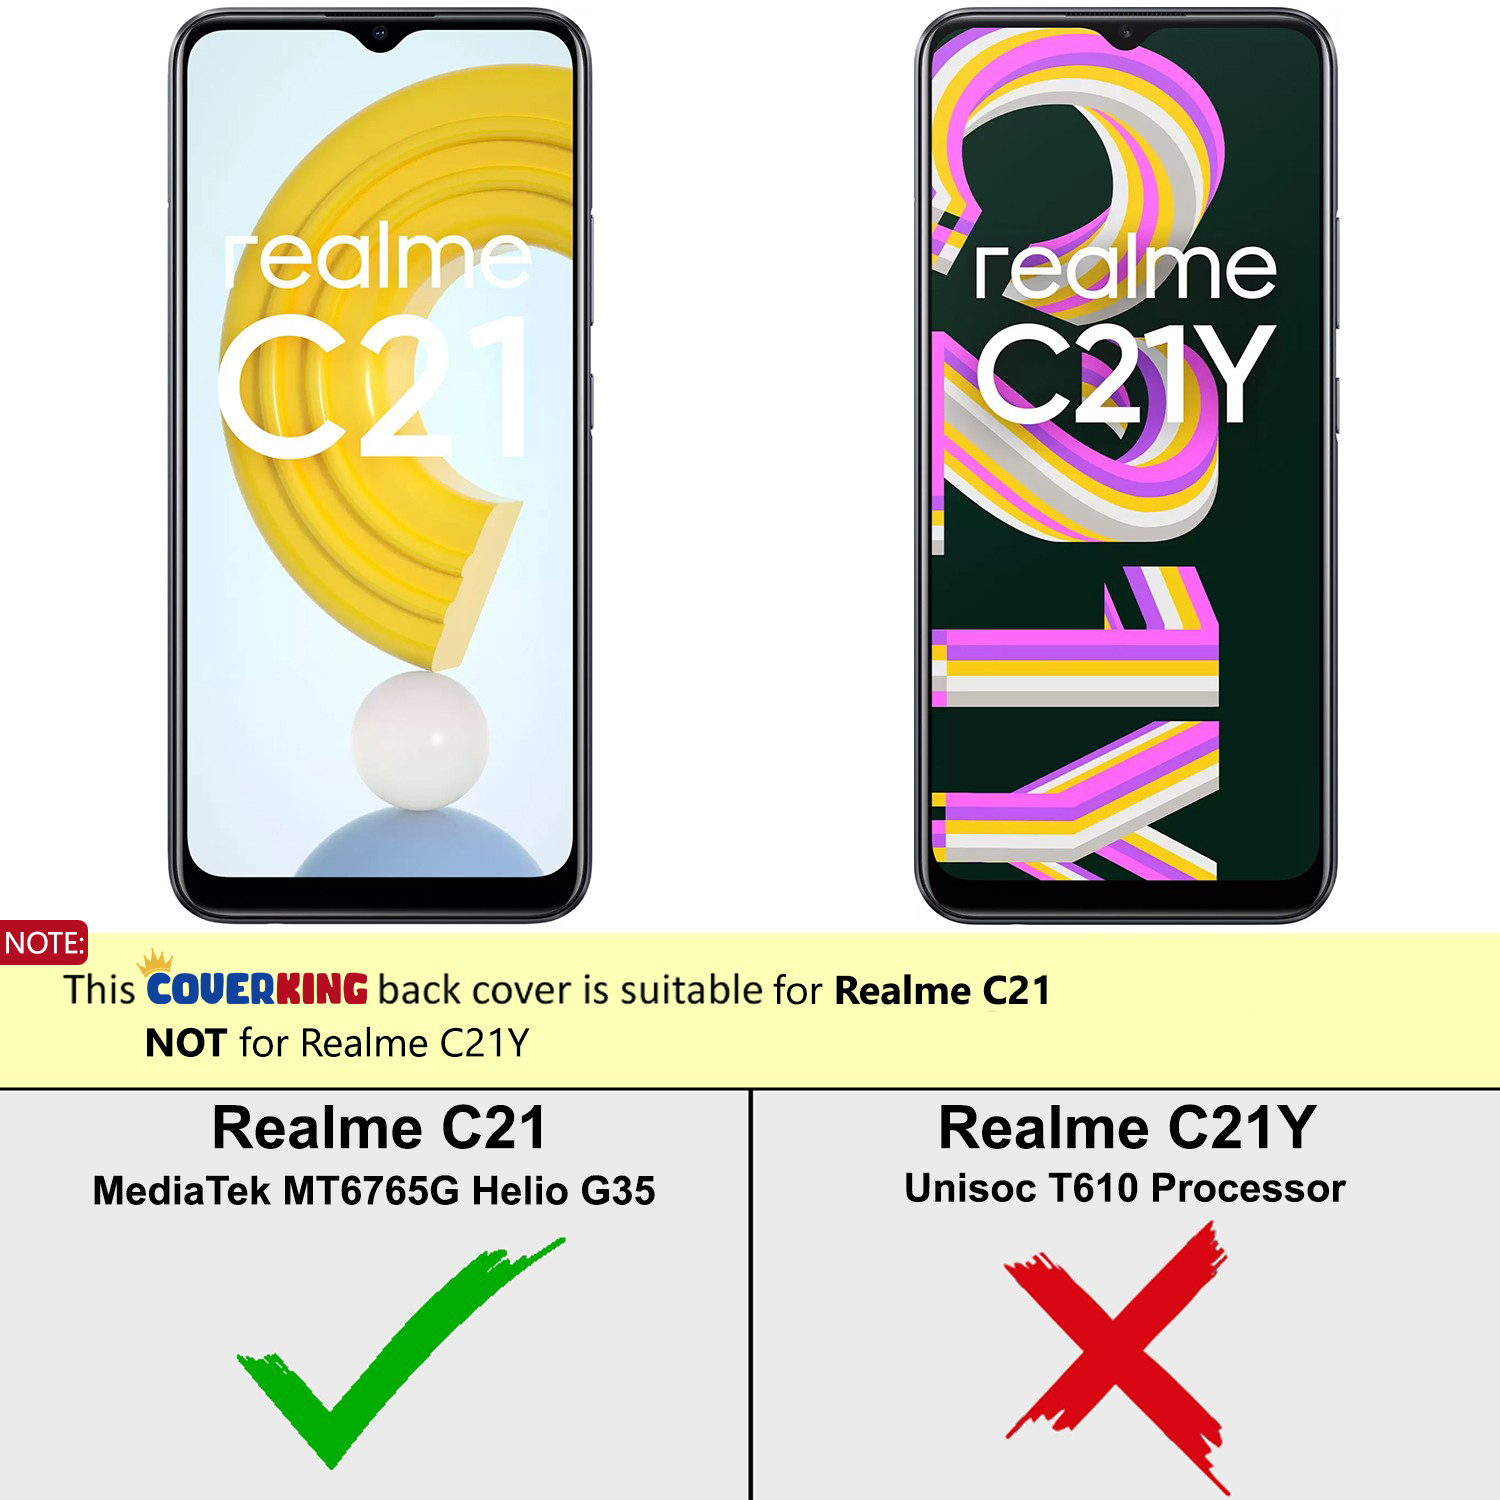 realme
C21
realme
C21Y
NOTE:
This COVERKING back cover is suitable for Realme C21
NOT for Realme C21Y
Realme C21
MediaTek MT6765G Helio G35
Realme C21Y
Unisoc T610 Processor